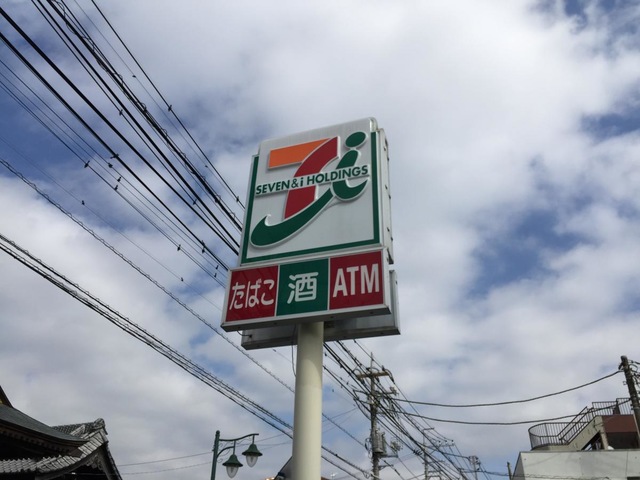 SEVEN&i HOLDINGS
たばこ 酒 ATM